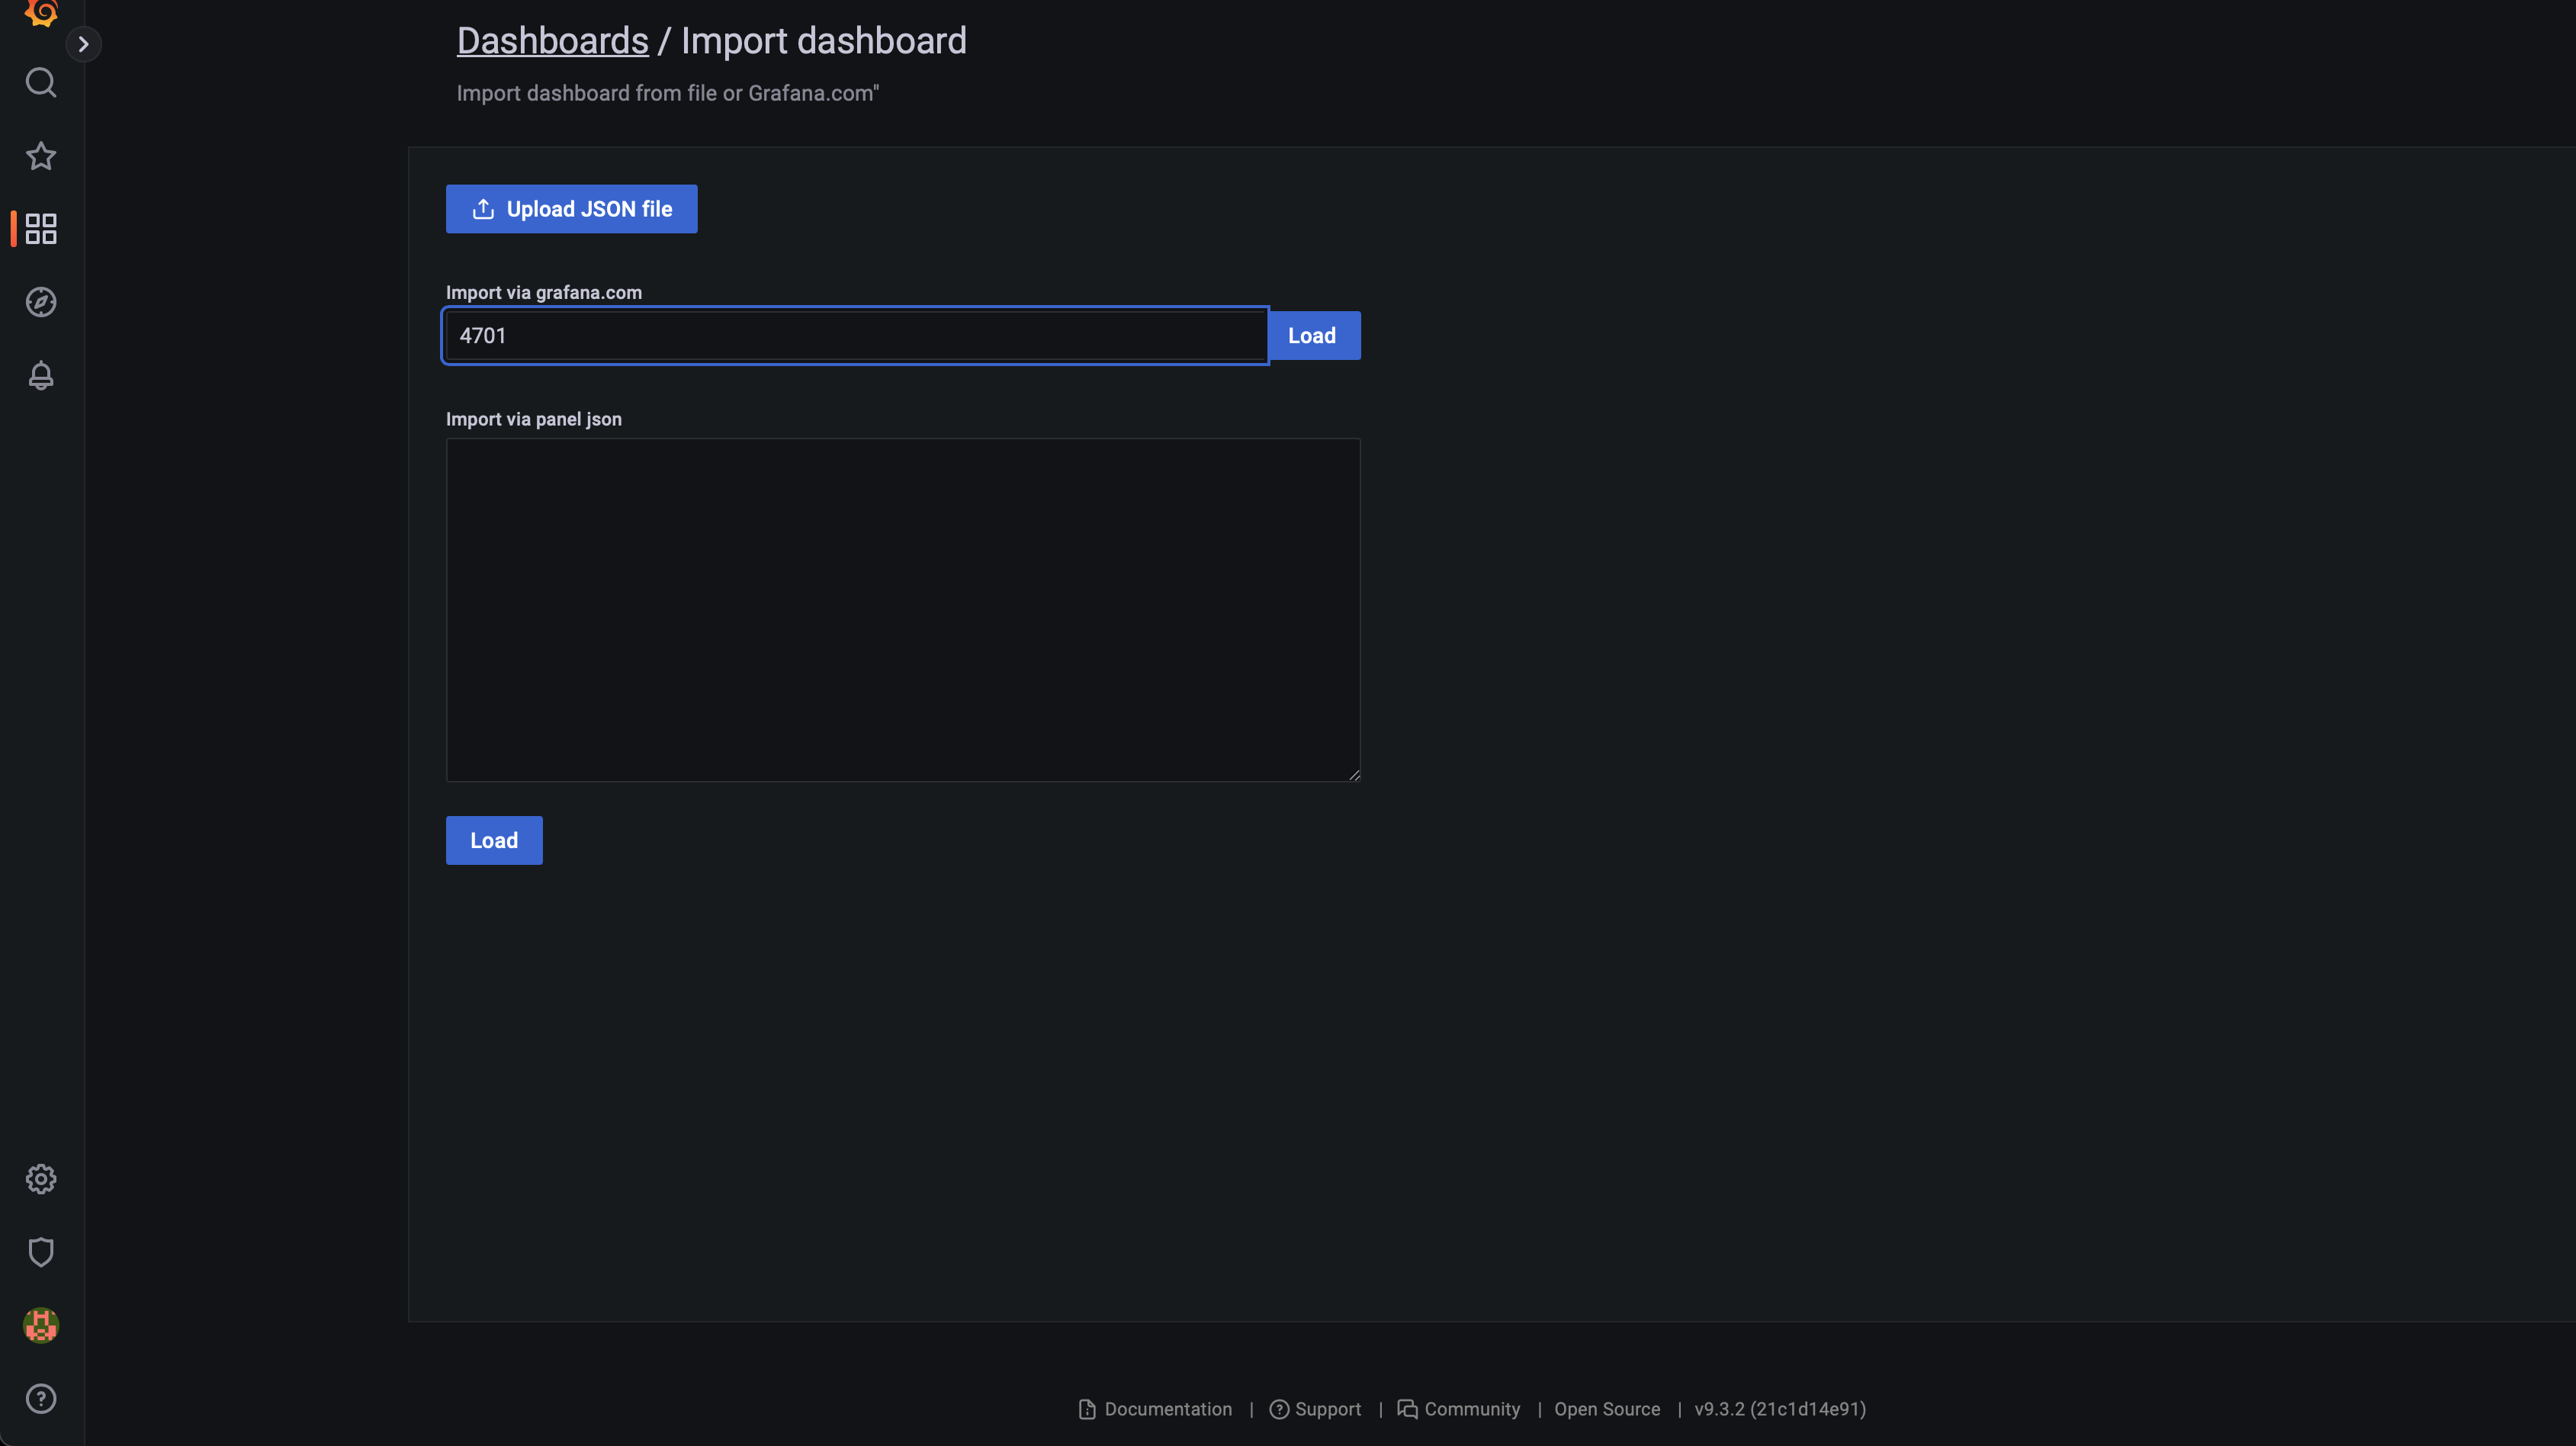 Dashboards / Import dashboard
Import dashboard from file or Grafana.com"
Upload JSON file
Import via grafana.com
4701
Load
Import via panel json
Load
Documentation | Support | Community | Open Source | v9.3.2 (21c1d14e91)